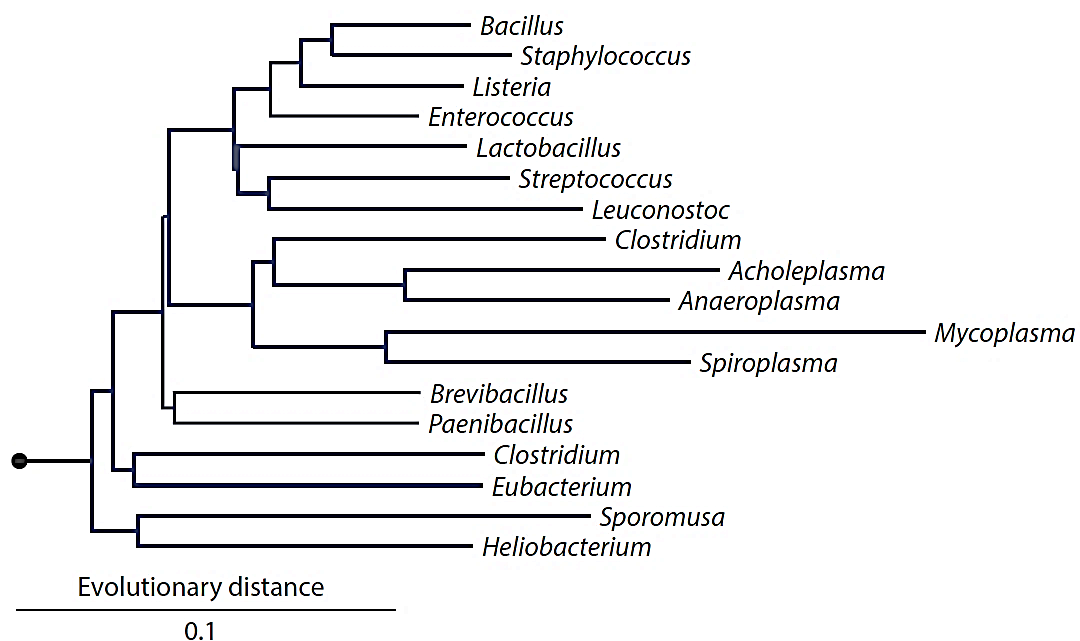 Bacillus
Staphylococcus
Listeria
Enterococcus
Lactobacillus
Streptococcus
Leuconostoc
Clostridium
Acholeplasma
Anaeroplasma
Mycoplasma
Spiroplasma
Brevibacillus
Paenibacillus
Clostridium
Eubacterium
Sporomusa
Heliobacterium
Evolutionary distance
0.1